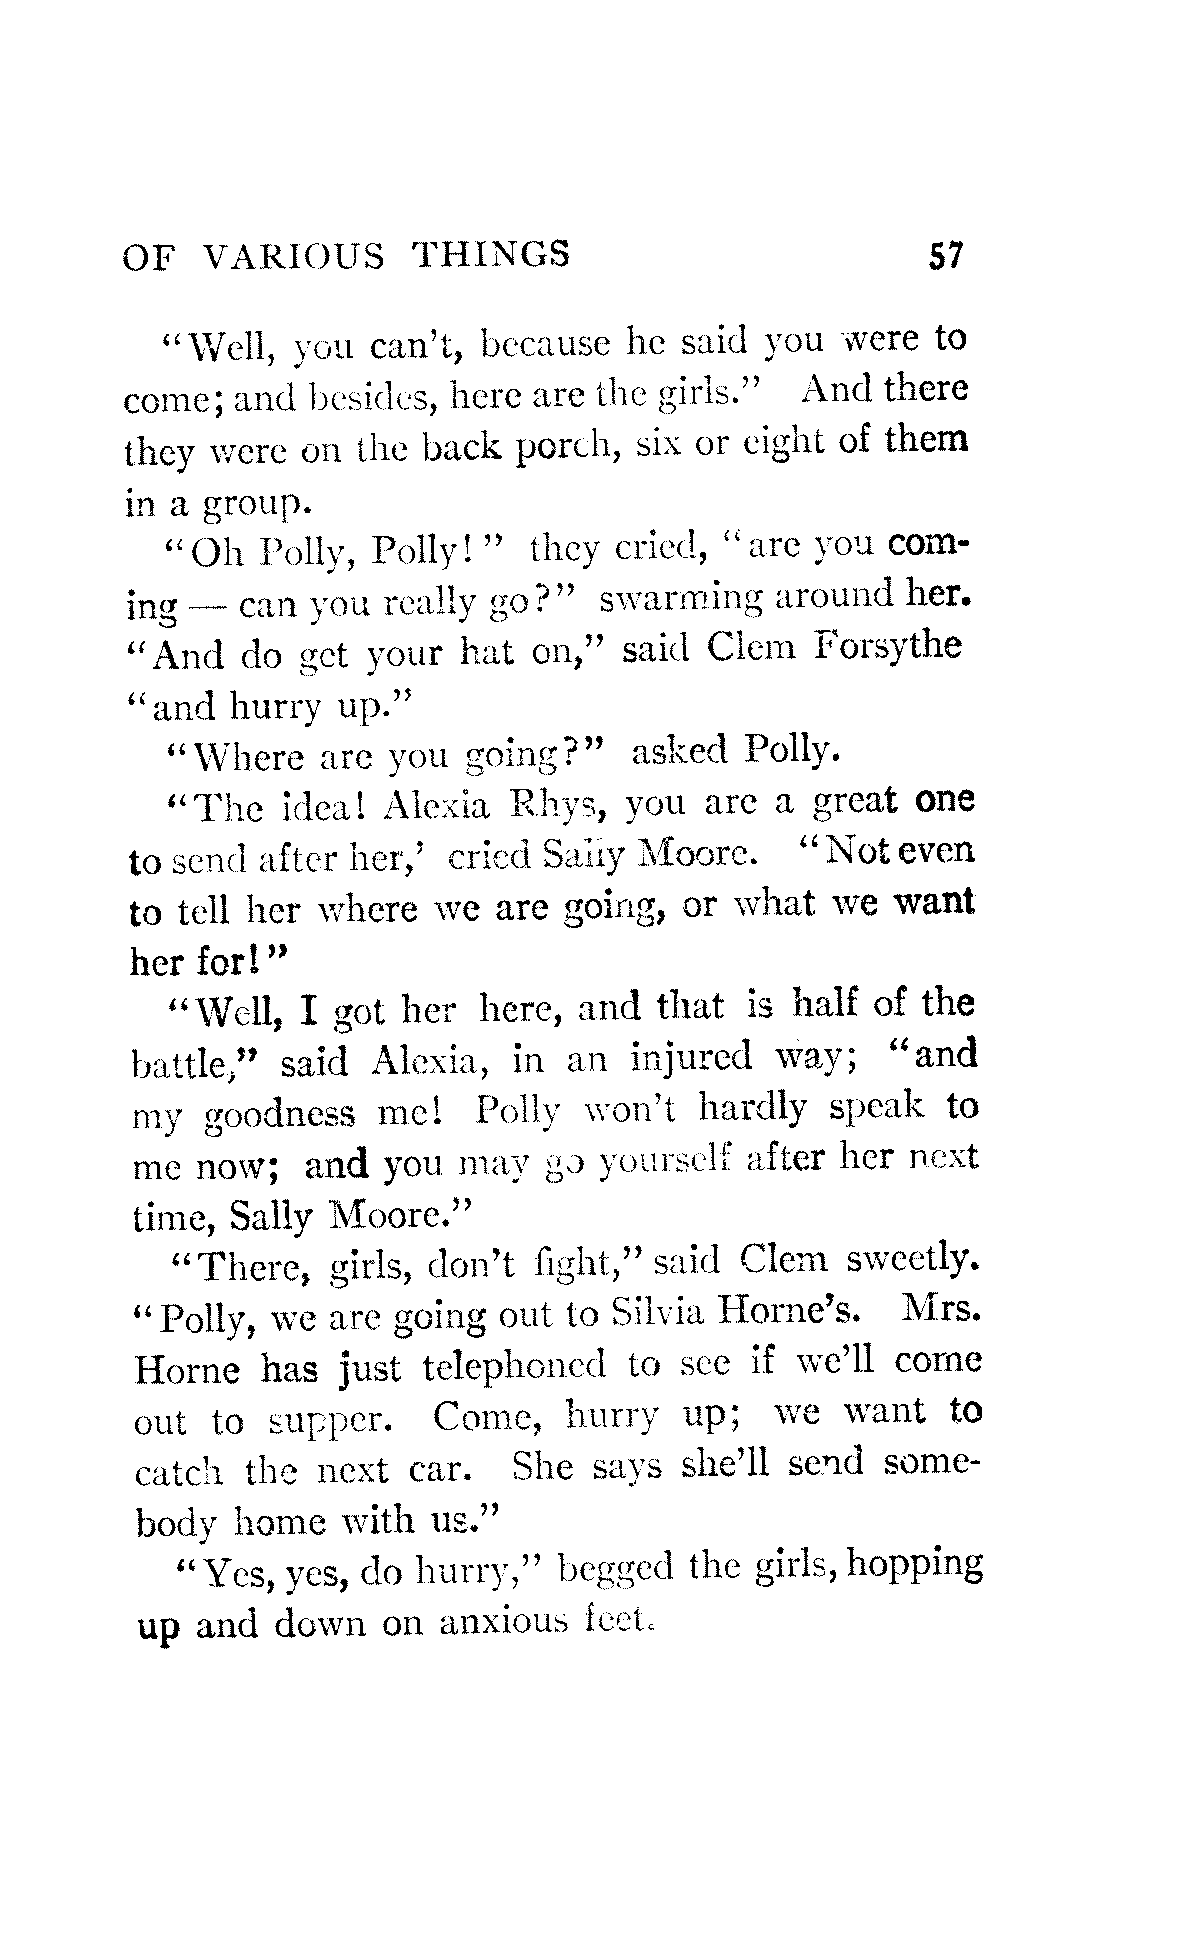 OF VARIOUS THINGS 57
"Well, you can't, because he said you were to
come; and besides, here are the girls." And there
they were on the back porch, six or eight of them
in a group.
"Oh Polly, Polly!" they cried, "are you com-
ing — can you really go?" swarming around her.
"And do get your hat on," said Clem Forsythe
"and hurry up."
"Where are you going?" asked Polly.
"The idea! Alexia Rhys, you are a great one
to send after her,' cried Sally Moore. "Not even
to tell her where we are going, or what we want
her for!"
"Well, I got her here, and that is half of the
battle," said Alexia, in an injured way; "and
my goodness me! Polly won't hardly speak to
me now; and you may go yourself after her next
time, Sally Moore."
"There, girls, don't fight," said Clem sweetly.
"Polly, we are going out to Silvia Horne's. Mrs.
Horne has just telephoned to see if we'll come
out to supper. Come, hurry up; we want to
catch the next car. She says she'll send some-
body home with us."
"Yes, yes, do hurry," begged the girls, hopping
up and down on anxious feet.